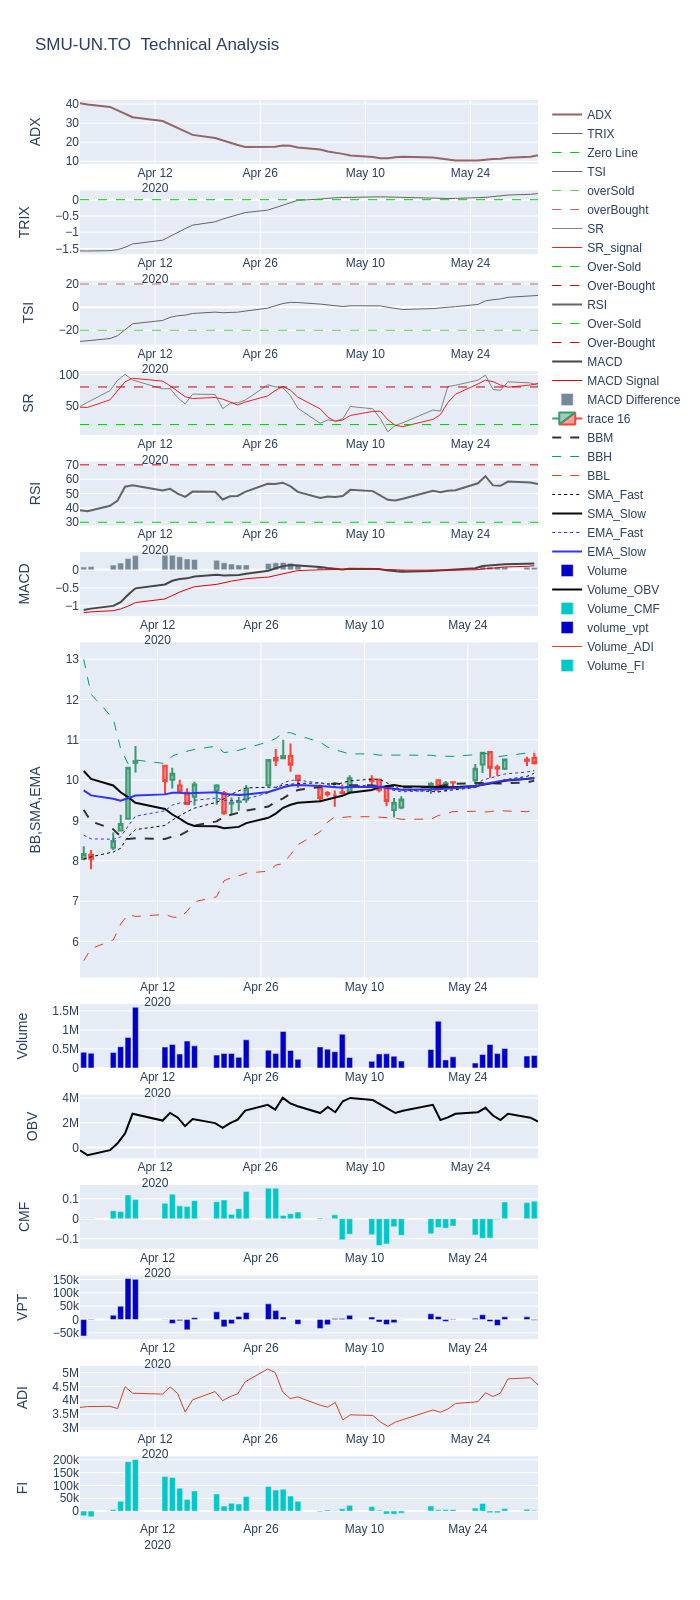 SMU-UN.TO  Technical Analysis
ADX
40
30
20
10
Apr 12
2020
Apr 26
May 10
May 24
TRIX
0
−0.5
−1
−1.5
Apr 12
2020
Apr 26
May 10
May 24
TSI
20
0
−20
Apr 12
2020
Apr 26
May 10
May 24
SR
100
50
Apr 12
2020
Apr 26
May 10
May 24
RSI
70
60
50
40
30
Apr 12
2020
Apr 26
May 10
May 24
MACD
0
−0.5
−1
Apr 12
2020
Apr 26
May 10
May 24
BB,SMA,EMA
13
12
11
10
9
8
7
6
Apr 12
2020
Apr 26
May 10
May 24
Volume
1.5M
1M
0.5M
0
Apr 12
2020
Apr 26
May 10
May 24
OBV
4M
2M
0
Apr 12
2020
Apr 26
May 10
May 24
CMF
0.1
0
−0.1
Apr 12
2020
Apr 26
May 10
May 24
VPT
150k
100k
50k
0
−50k
Apr 12
2020
Apr 26
May 10
May 24
ADI
5M
4.5M
4M
3.5M
3M
Apr 12
2020
Apr 26
May 10
May 24
FI
200k
150k
100k
50k
0
Apr 12
2020
Apr 26
May 10
May 24
ADX
TRIX
Zero Line
TSI
overSold
overBought
SR
SR_signal
Over-Sold
Over-Bought
RSI
Over-Sold
Over-Bought
MACD
MACD Signal
MACD Difference
trace 16
BBM
BBH
BBL
SMA_Fast
SMA_Slow
EMA_Fast
EMA_Slow
Volume
Volume_OBV
Volume_CMF
volume_vpt
Volume_ADI
Volume_FI